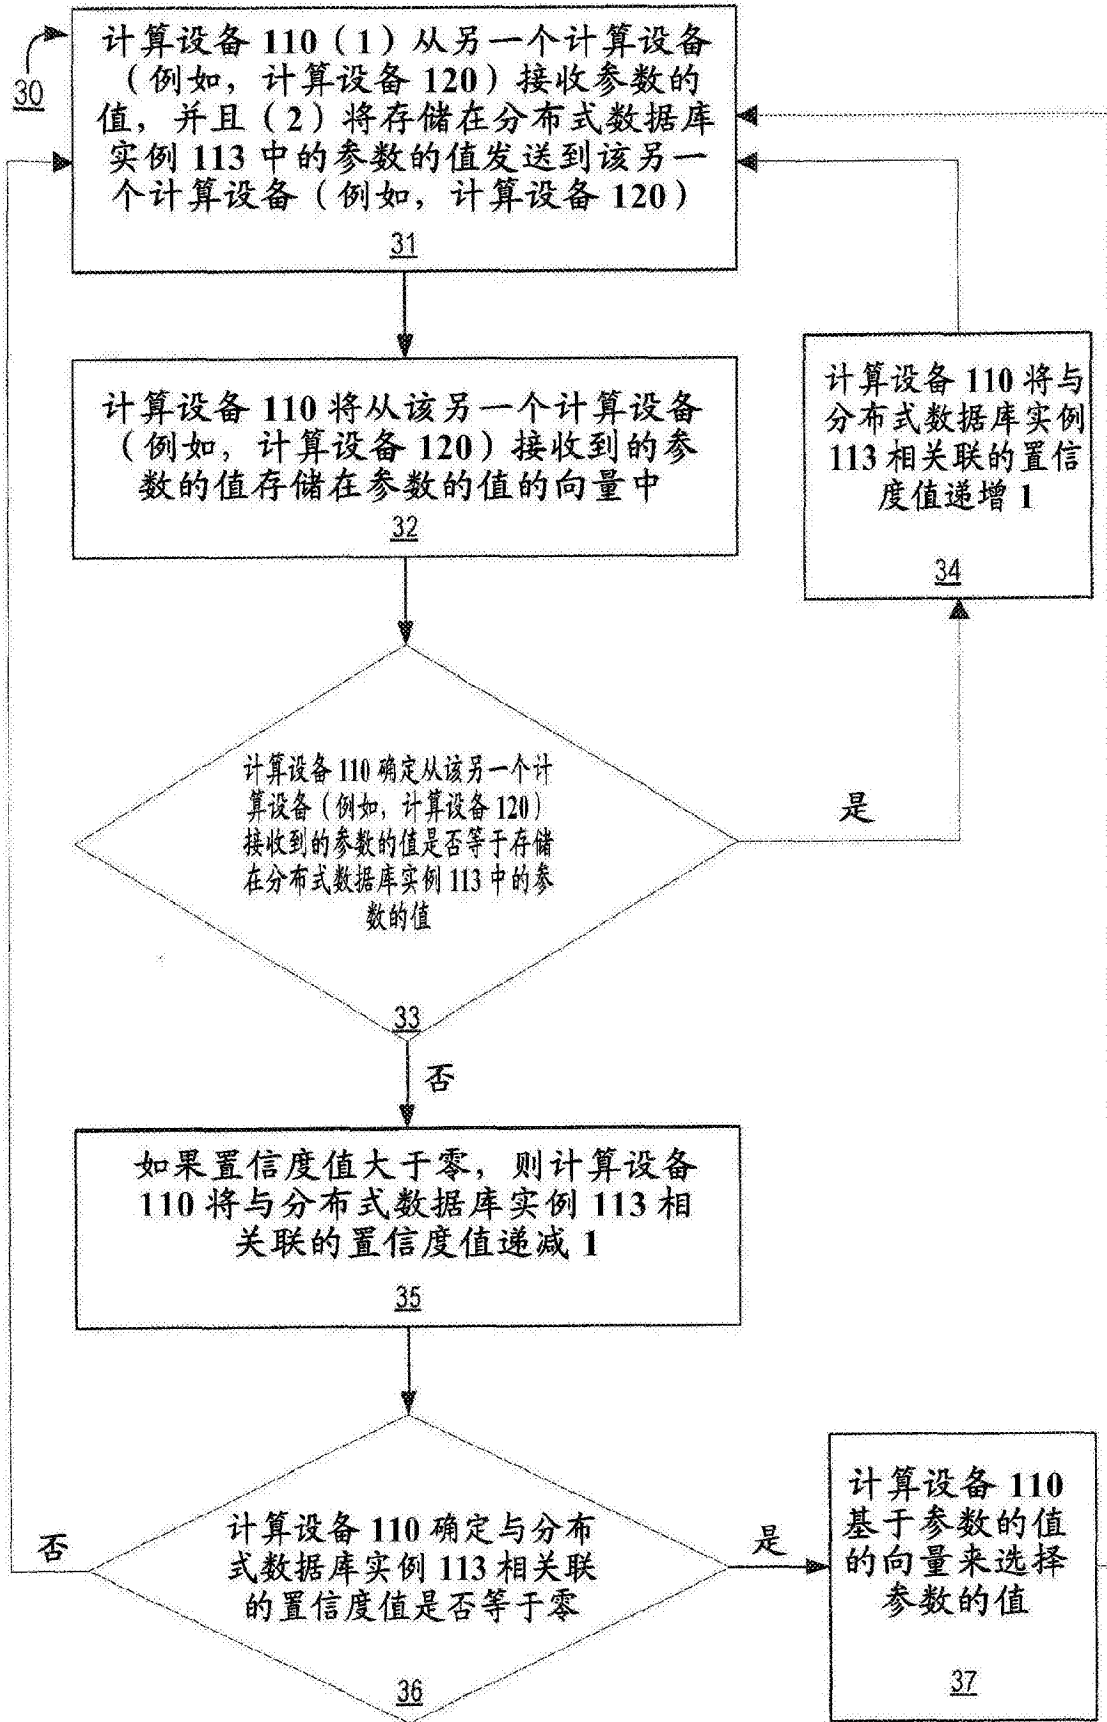 30
计算设备 110（1）从另一个计算设备
（例如，计算设备 120）接收参数的
值，并且（2）将存储在分布式数据库
实例 113 中的参数的值发送到该另一
个计算设备（例如，计算设备 120）
31
计算设备 110 将从该另一个计算设备
（例如，计算设备 120）接收到的参
数的值存储在参数的值的向量中
32
计算设备 110 将与
分布式数据库实例
113 相关联的置信
度值递增 1
34
计算设备 110 确定从该另一个计
算设备（例如，计算设备 120）
接收到的参数的值是否等于存储
在分布式数据库实例 113 中的参
数的值
33
是
否
如果置信度值大于零，则计算设备
110 将与分布式数据库实例 113 相
关联的置信度值递减 1
35
计算设备 110 确定与分布
式数据库实例 113 相关联
的置信度值是否等于零
36
否
是
计算设备 110
基于参数的值
的向量来选择
参数的值
37